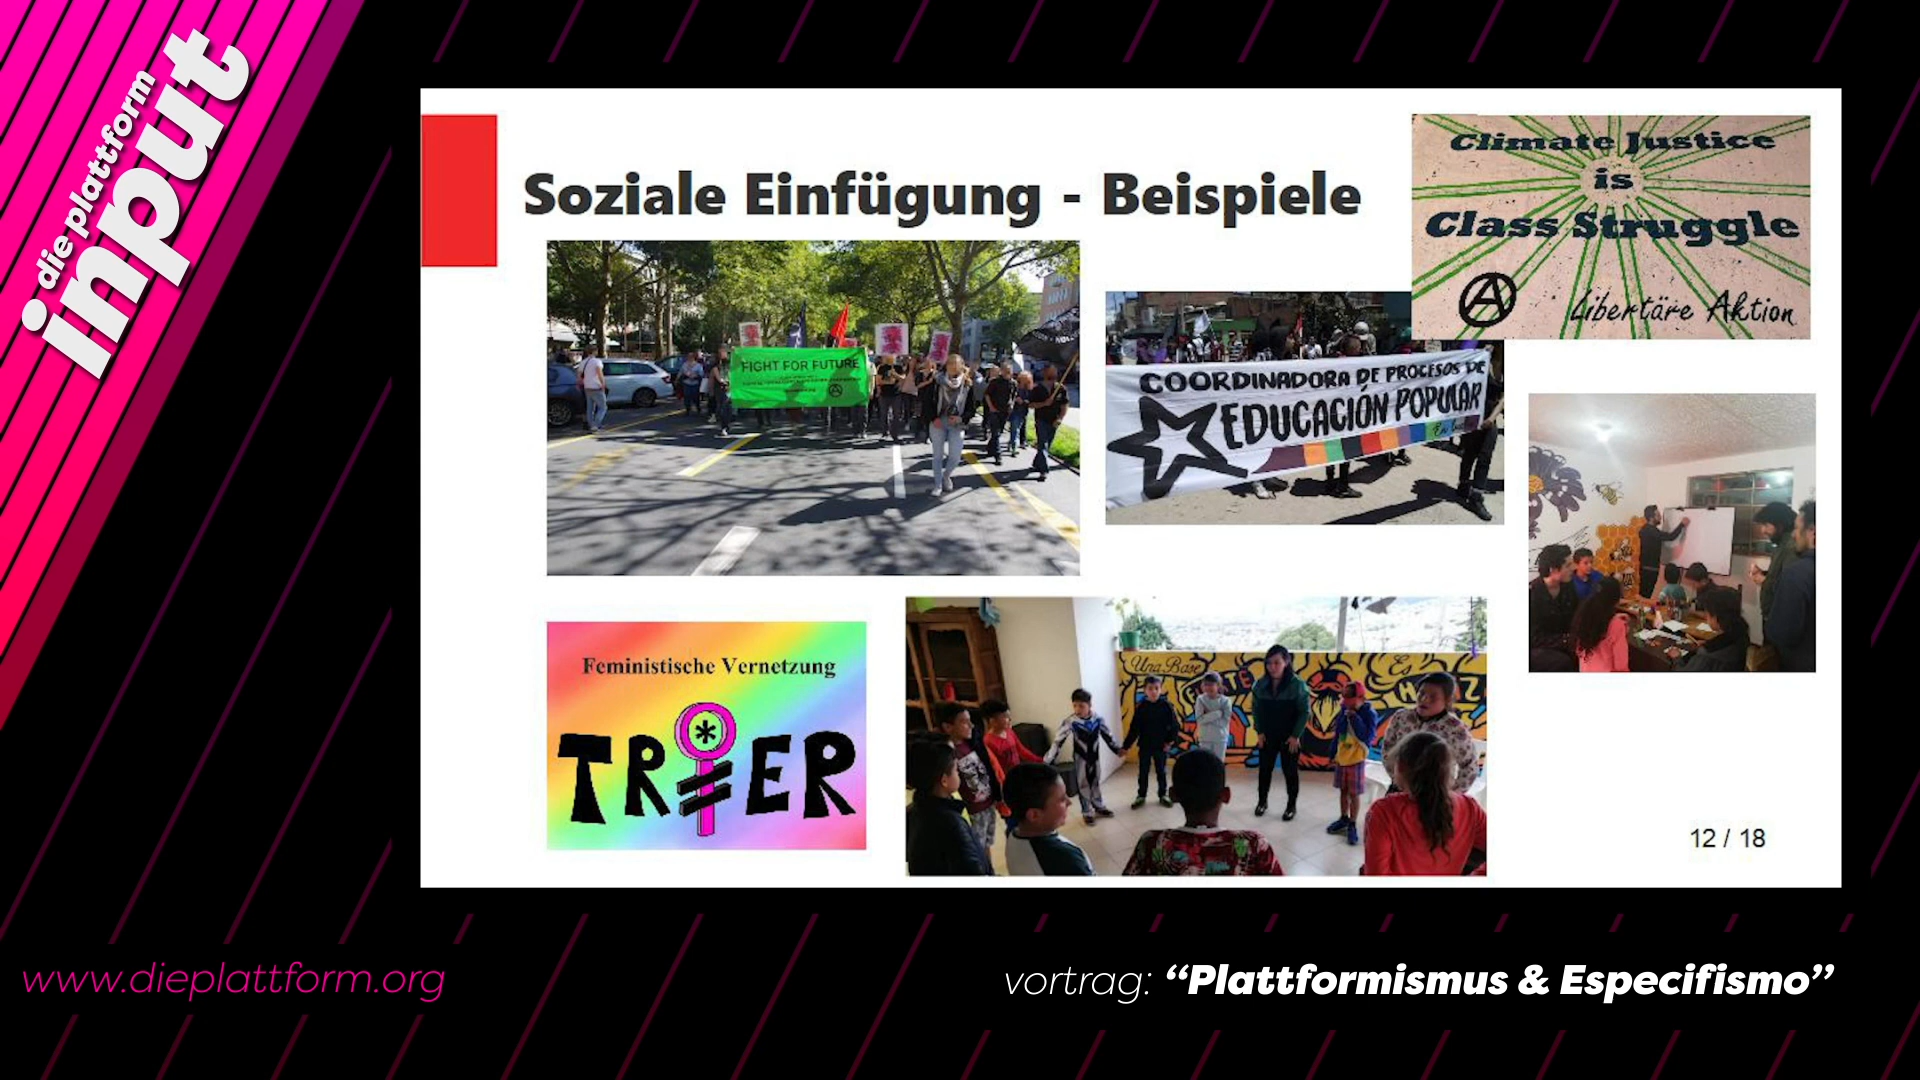 die plattform
input
Soziale Einfügung - Beispiele
Climate Justice
is
Class Struggle
Libertäre Aktion
FIGHT FOR FUTURE
COORDINADORA DE PROCESOS DE
EDUCACIÓN POPULAR
Feministische Vernetzung
TRIER
Una Base
Es
12 / 18
www.dieplattform.org
vortrag: “Plattformismus & Especifismo”